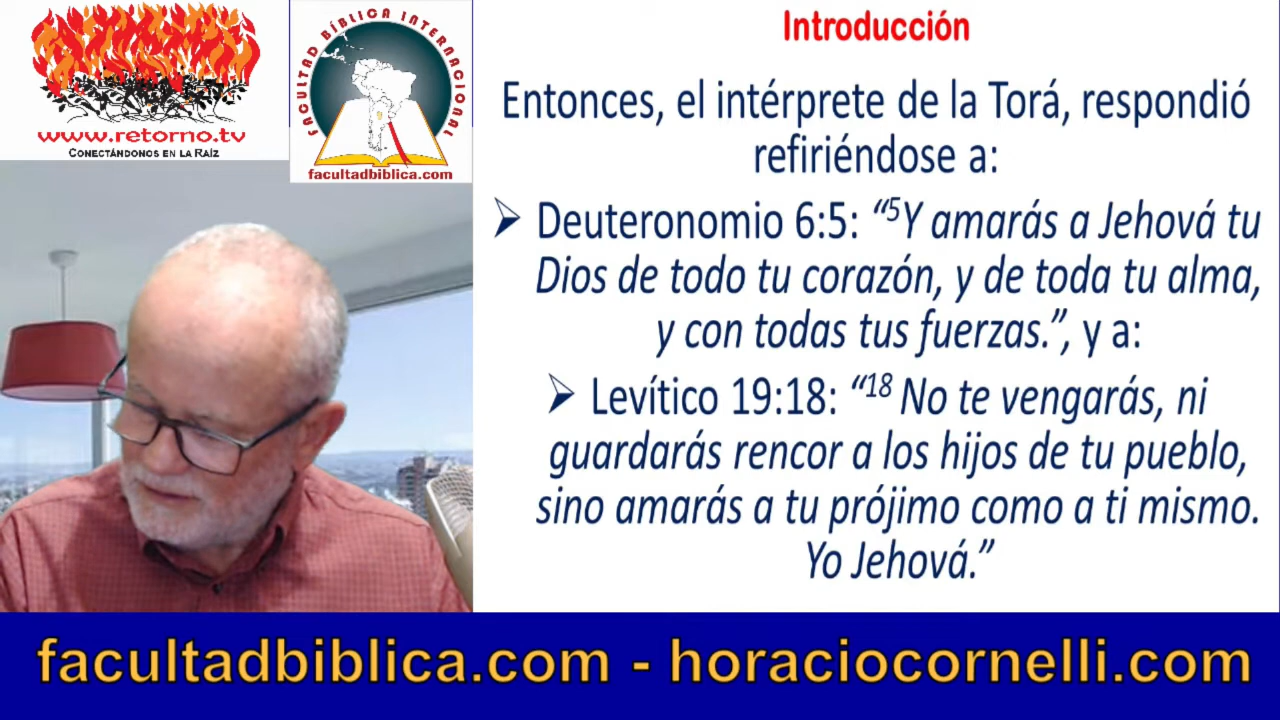 www.retorno.tv
CONECTÁNDONOS EN LA RAÍZ
FACULTAD BÍBLICA INTERNACIONAL
facultadbiblica.com
Introducción
Entonces, el intérprete de la Torá, respondió
refiriéndose a:
➢ Deuteronomio 6:5: “⁵Y amarás a Jehová tu
Dios de todo tu corazón, y de toda tu alma,
y con todas tus fuerzas.”, y a:
➢ Levítico 19:18: “¹⁸ No te vengarás, ni
guardarás rencor a los hijos de tu pueblo,
sino amarás a tu prójimo como a ti mismo.
Yo Jehová.”
facultadbiblica.com - horaciocornelli.com